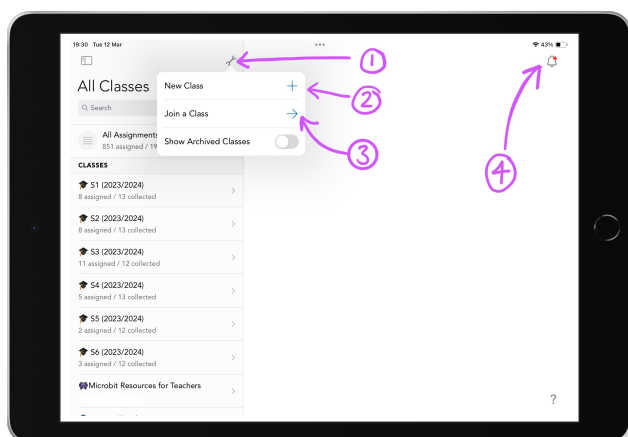 19:30 Tue 12 Mar
43%
All Classes
Search
All Assignments
851 assigned / 19
New Class
Join a Class
Show Archived Classes
CLASSES
S1 (2023/2024)
8 assigned / 13 collected
S2 (2023/2024)
8 assigned / 13 collected
S3 (2023/2024)
11 assigned / 12 collected
S4 (2023/2024)
5 assigned / 13 collected
S5 (2023/2024)
2 assigned / 12 collected
S6 (2023/2024)
3 assigned / 12 collected
Microbit Resources for Teachers
?
1
2
3
4